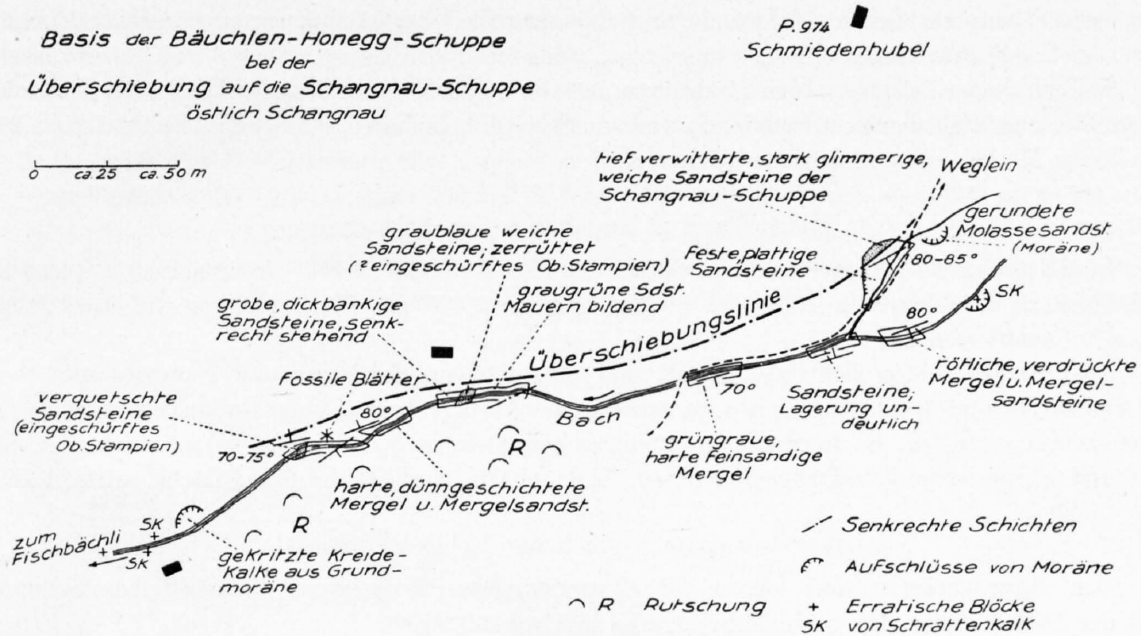 Basis der Bäuchlen-Honegg-Schuppe
bei der
Überschiebung auf die Schangnau-Schuppe
östlich Schangnau
0 ca.25 ca.50 m
P.974
Schmiedenhubel
tief verwitterte, stark glimmerige,
weiche Sandsteine der
Schangnau-Schuppe
Weglein
gerundete
Molassesandst.
(Moräne)
80-85°
SK
80°
graublaue weiche
Sandsteine; zerrüttet
(? eingeschürftes Ob. Stampien)
feste, plattige
Sandsteine
graugrüne Sdst.
Mauern bildend
grobe, dickbankige
Sandsteine, senk-
recht stehend
Überschiebungslinie
Fossile Blätter
verquetschte
Sandsteine
(eingeschürftes
Ob. Stampien)
80°
70-75°
Bach
70°
röhliche, verdrückte
Mergel u. Mergel-
Sandsteine
Sandsteine,
Lagerung un-
deutlich
grüngraue,
harte feinsandige
Mergel
R
R
harte, dünngeschichtete
Mergel u. Mergelsandst.
zum
Fischbächli
SK
SK
gekritzte Kreide-
Kalke aus Grund-
moräne
Senkrechte Schichten
Aufschlüsse von Moräne
R Rutschung
+ Erratische Blöcke
SK von Schrattenkalk